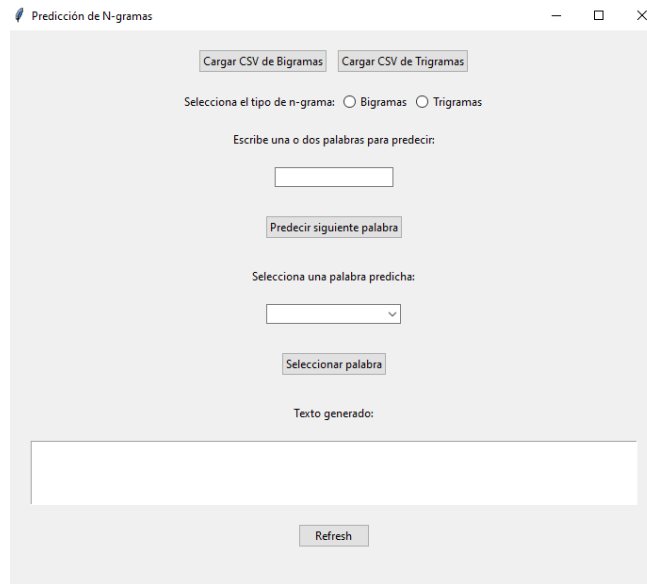 Predicción de N-gramas
Cargar CSV de Bigramas Cargar CSV de Trigramas
Selecciona el tipo de n-grama: Bigramas Trigramas
Escribe una o dos palabras para predecir:
Predecir siguiente palabra
Selecciona una palabra predicha:
Seleccionar palabra
Texto generado:
Refresh